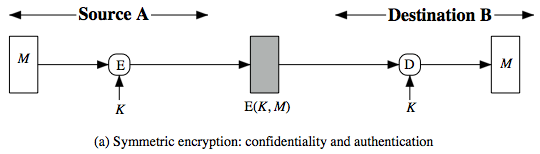 Source A
Destination B
M
E
D
M
K
E(K, M)
K
(a) Symmetric encryption: confidentiality and authentication